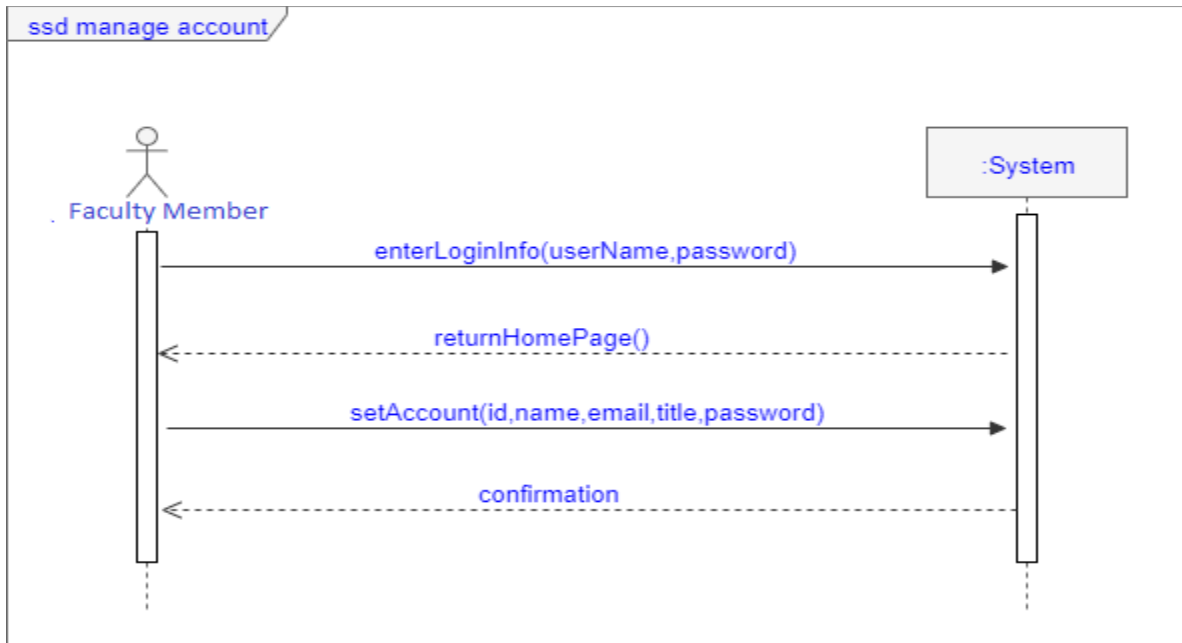 ssd manage account
:System
. Faculty Member
enterLoginInfo(userName,password)
returnHomePage()
setAccount(id,name,email,title,password)
confirmation